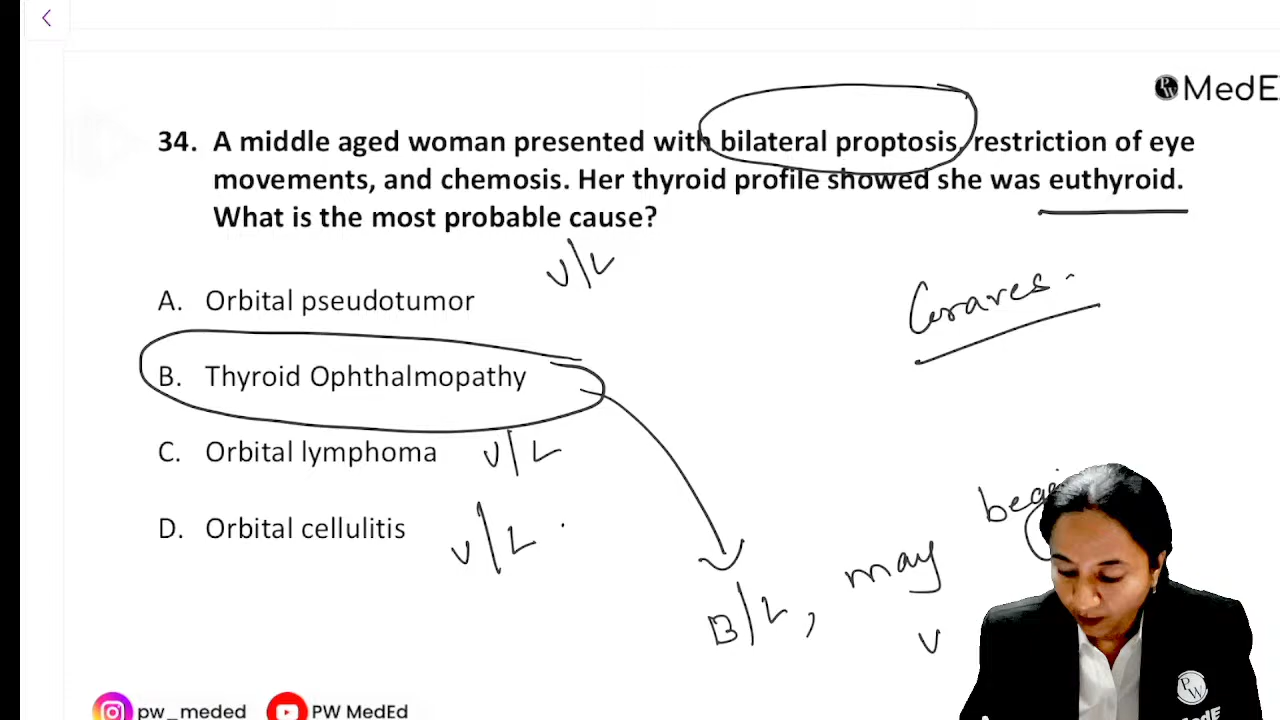 MedE
34. A middle aged woman presented with bilateral proptosis, restriction of eye
movements, and chemosis. Her thyroid profile showed she was euthyroid.
What is the most probable cause?
U/L
A. Orbital pseudotumor
Graves.
B. Thyroid Ophthalmopathy
C. Orbital lymphoma U/L
D. Orbital cellulitis U/L
B/L, may
pw_meded PW MedEd
PW